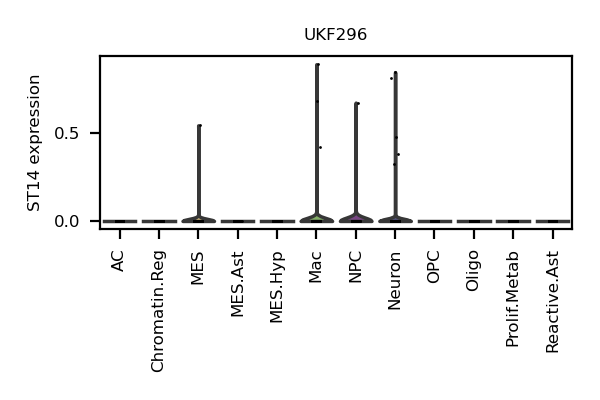 UKF296
ST14 expression
0.5
0.0
AC
Chromatin.Reg
MES
MES.Ast
MES.Hyp
Mac
NPC
Neuron
OPC
Oligo
Prolif.Metab
Reactive.Ast